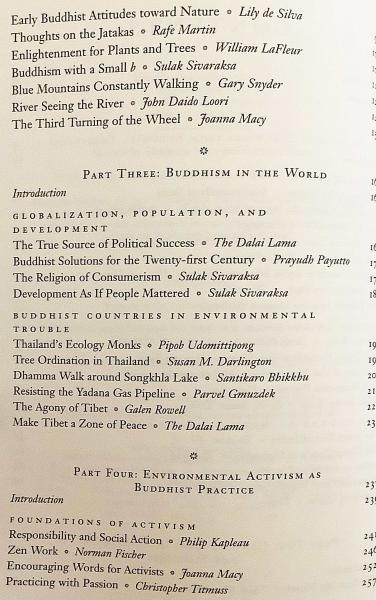 Early Buddhist Attitudes toward Nature • Lily de Silva
Thoughts on the Jatakas • Rafe Martin
Enlightenment for Plants and Trees • William LaFleur
Buddhism with a Small b • Sulak Sivaraksa
Blue Mountains Constantly Walking • Gary Snyder
River Seeing the River • John Daido Loori
The Third Turning of the Wheel • Joanna Macy
PART THREE: BUDDHISM IN THE WORLD
Introduction
GLOBALIZATION, POPULATION, AND
DEVELOPMENT
The True Source of Political Success • The Dalai Lama
Buddhist Solutions for the Twenty-first Century • Prayudh Payutto
The Religion of Consumerism • Sulak Sivaraksa
Development As If People Mattered • Sulak Sivaraksa
BUDDHIST COUNTRIES IN ENVIRONMENTAL
TROUBLE
Thailand's Ecology Monks • Pipob Udomittipong
Tree Ordination in Thailand • Susan M. Darlington
Dhamma Walk around Songkhla Lake • Santikaro Bhikkhu
Resisting the Yadana Gas Pipeline • Parvel Gmuzdek
The Agony of Tibet • Galen Rowell
Make Tibet a Zone of Peace • The Dalai Lama
PART FOUR: ENVIRONMENTAL ACTIVISM AS
BUDDHIST PRACTICE
Introduction
FOUNDATIONS OF ACTIVISM
Responsibility and Social Action • Philip Kapleau
Zen Work • Norman Fischer 246
Encouraging Words for Activists • Joanna Macy 252
Practicing with Passion • Christopher Titmuss 257